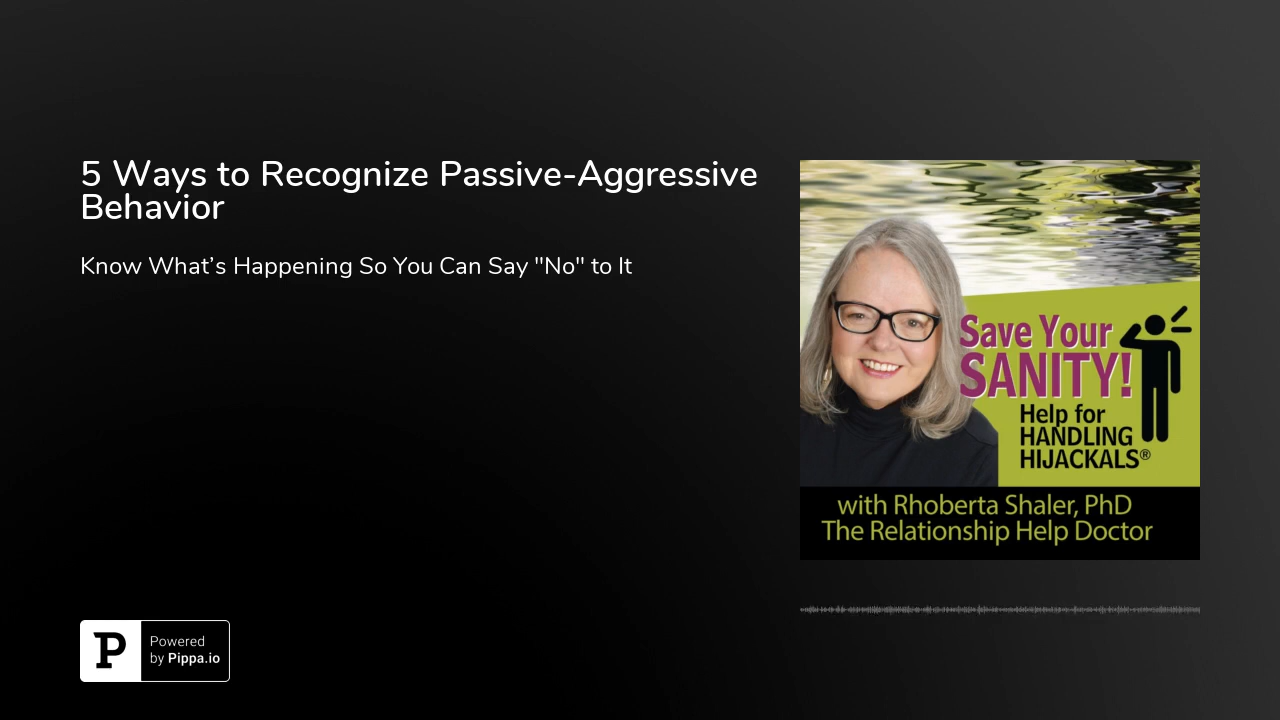 5 Ways to Recognize Passive-Aggressive
Behavior
Know What’s Happening So You Can Say "No" to It
Save Your
SANITY!
Help for
HANDLING
HIJACKALS®
with Rhoberta Shaler, PhD
The Relationship Help Doctor
P
Powered
by Pippa.io